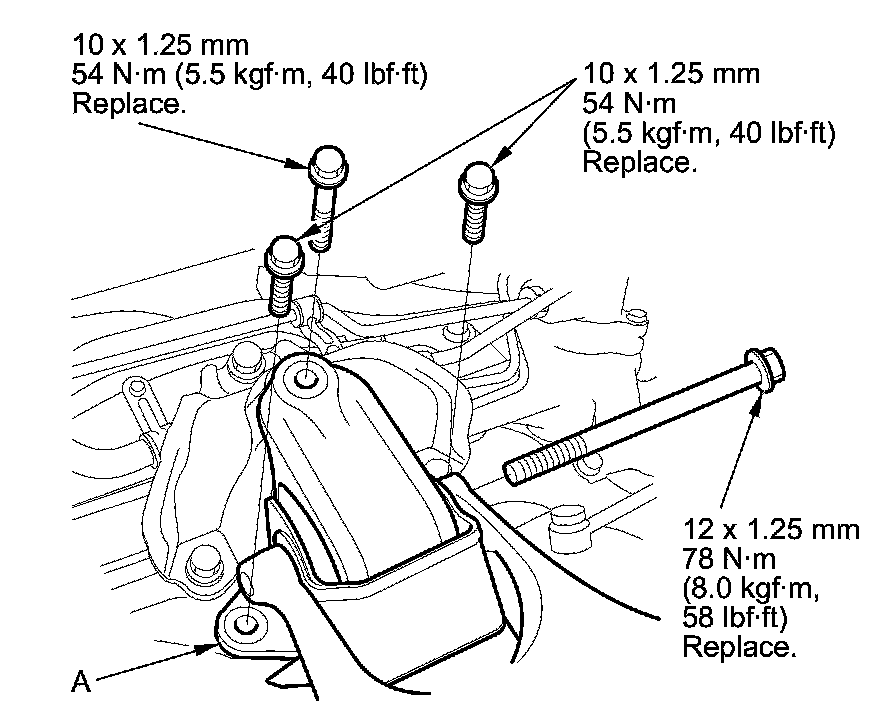 10 x 1.25 mm
54 N·m (5.5 kgf·m, 40 lbf·ft)
Replace.
10 x 1.25 mm
54 N·m
(5.5 kgf·m, 40 lbf·ft)
Replace.
12 x 1.25 mm
78 N·m
(8.0 kgf·m,
58 lbf·ft)
Replace.
A